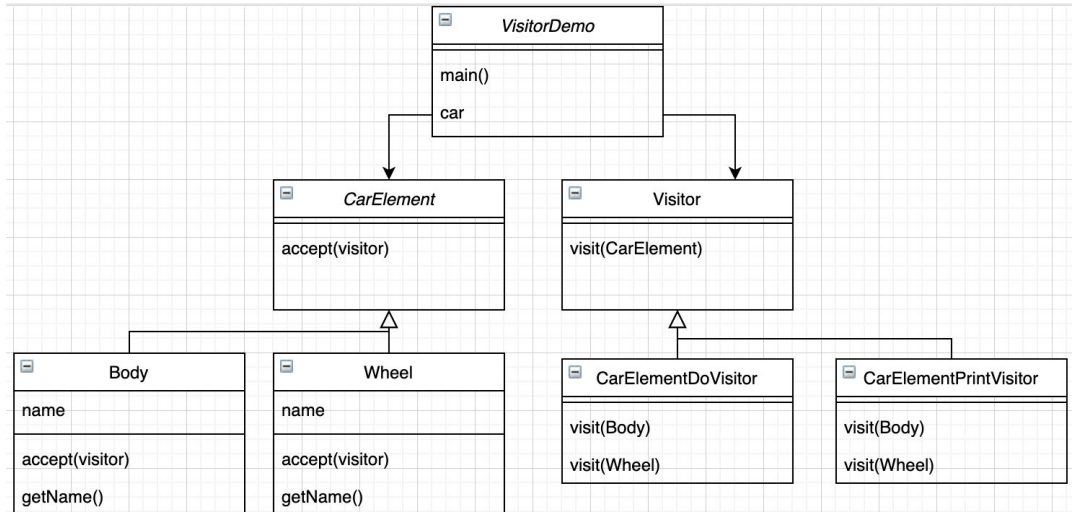 VisitorDemo
main()
car
CarElement
accept(visitor)
Visitor
visit(CarElement)
Body
name
accept(visitor)
getName()
Wheel
name
accept(visitor)
getName()
CarElementDoVisitor
visit(Body)
visit(Wheel)
CarElementPrintVisitor
visit(Body)
visit(Wheel)